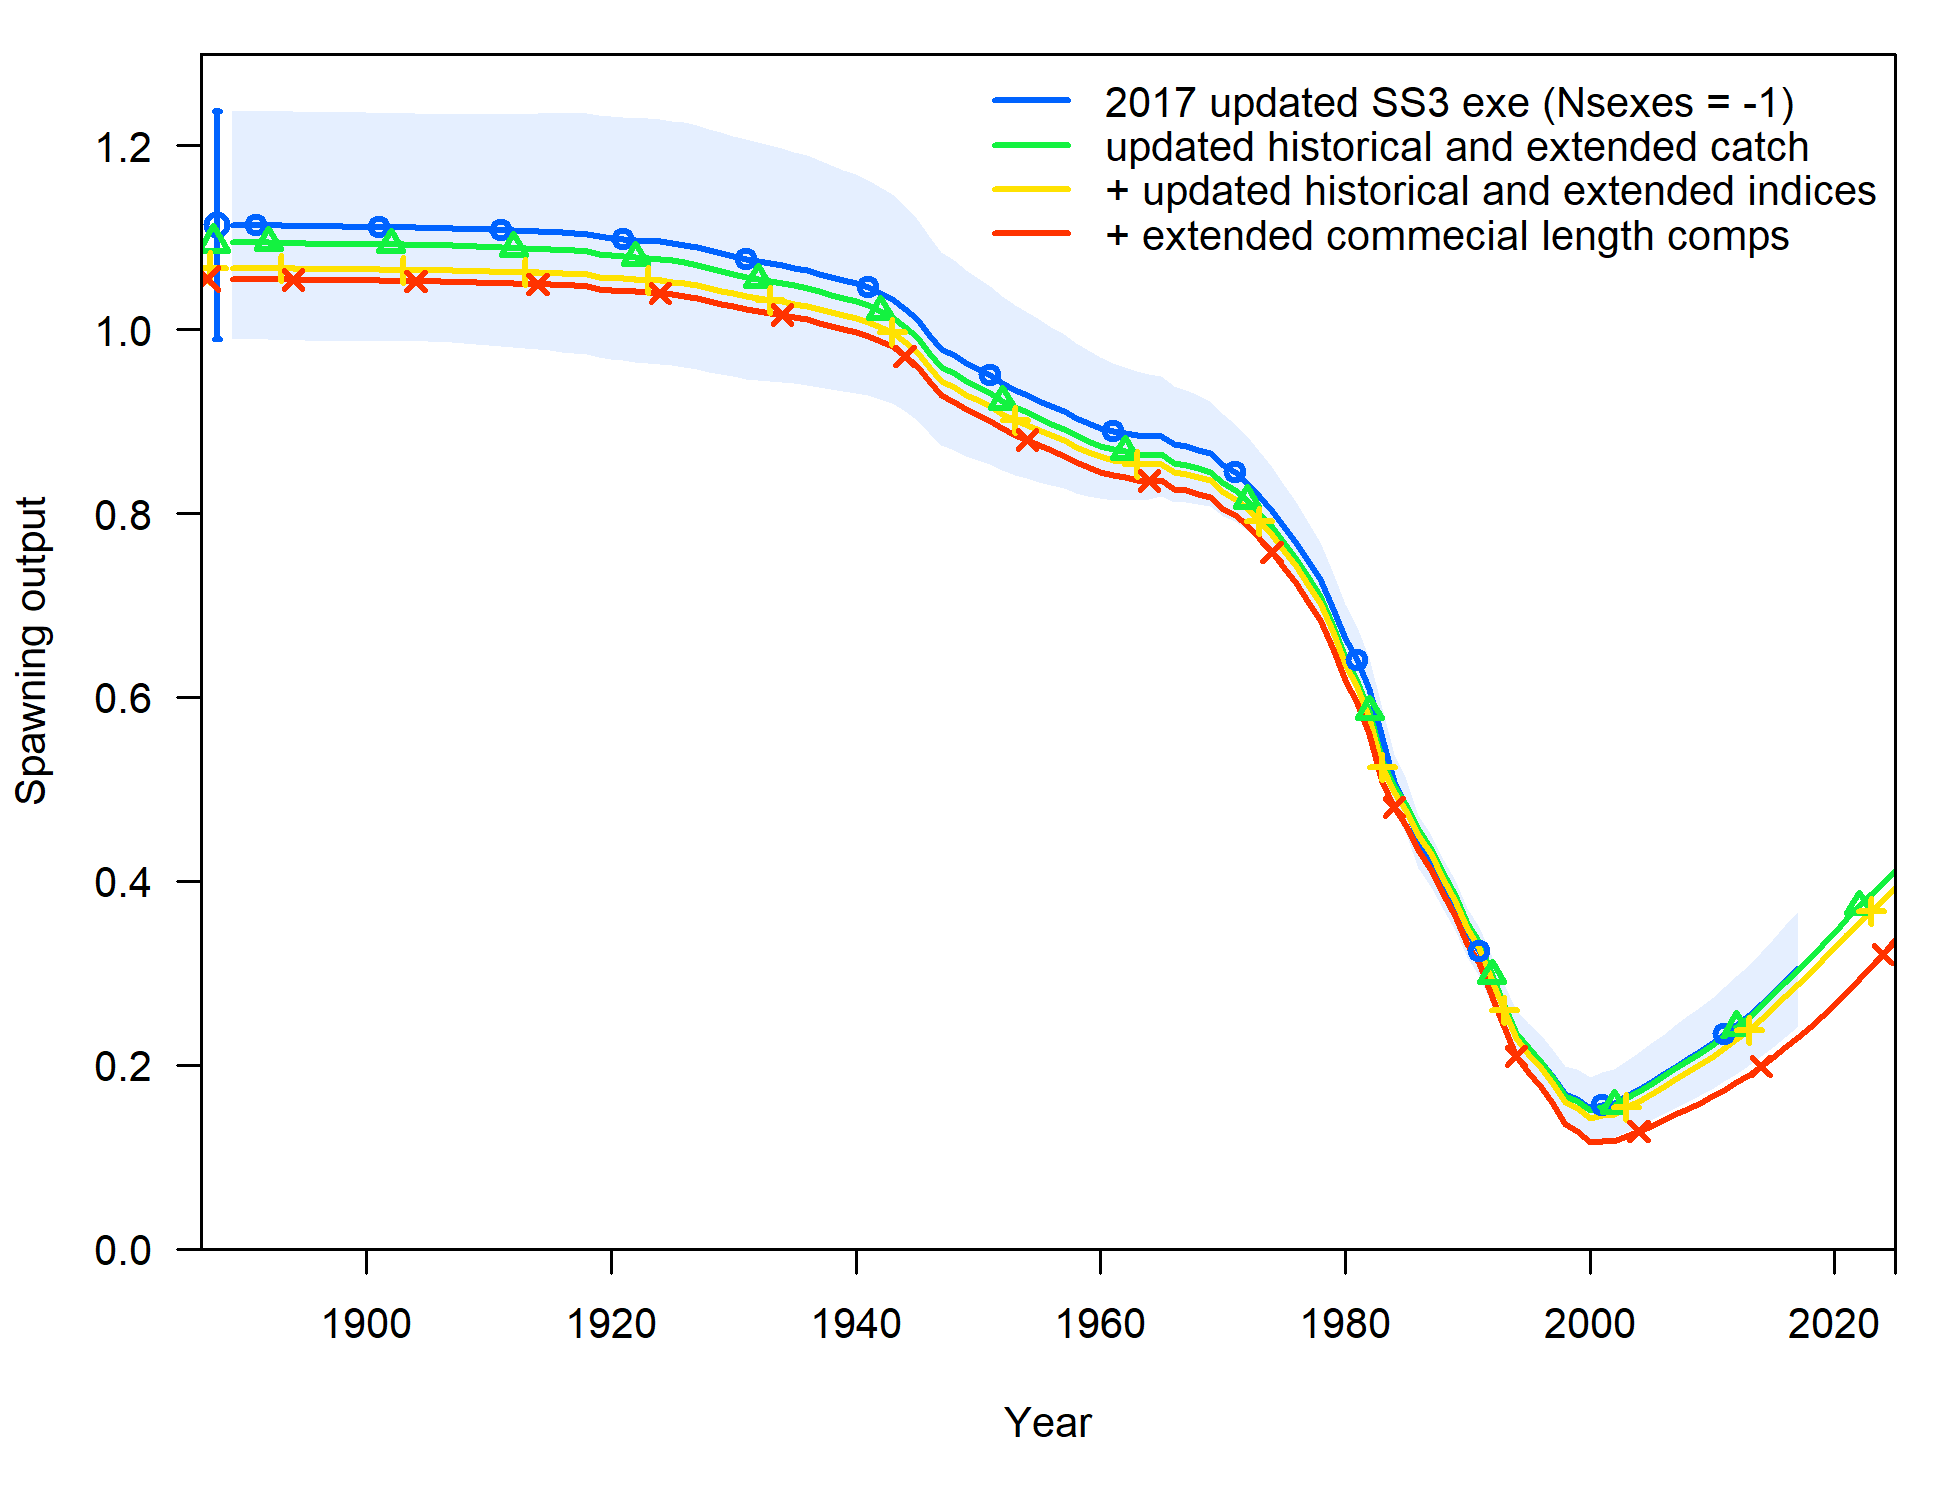 2017 updated SS3 exe (Nsexes = -1)
updated historical and extended catch
+ updated historical and extended indices
+ extended commecial length comps
Spawning output
1.2
1.0
0.8
0.6
0.4
0.2
0.0
1900 1920 1940 1960 1980 2000 2020
Year